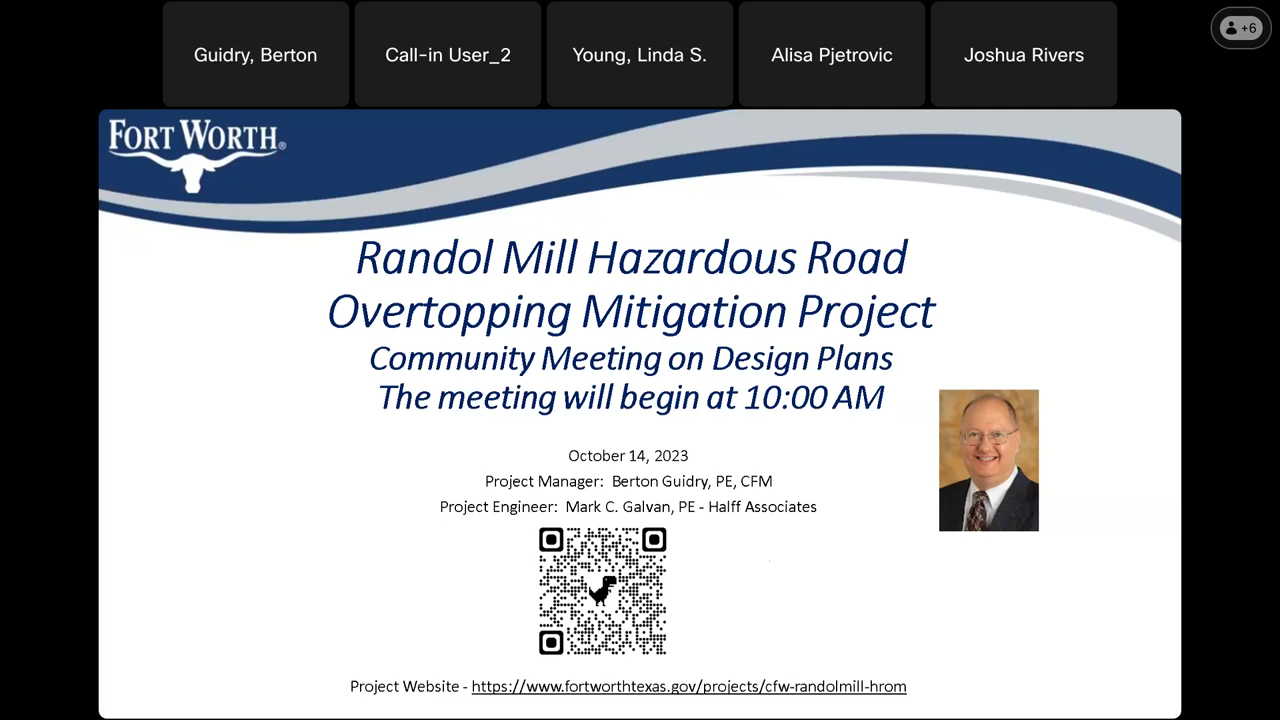 Guidry, Berton
Call-in User_2
Young, Linda S.
Alisa Pjetrovic
Joshua Rivers
+6
FORT WORTH®
Randol Mill Hazardous Road
Overtopping Mitigation Project
Community Meeting on Design Plans
The meeting will begin at 10:00 AM
October 14, 2023
Project Manager: Berton Guidry, PE, CFM
Project Engineer: Mark C. Galvan, PE - Halff Associates
Project Website - https://www.fortworthtexas.gov/projects/cfw-randolmill-hrom